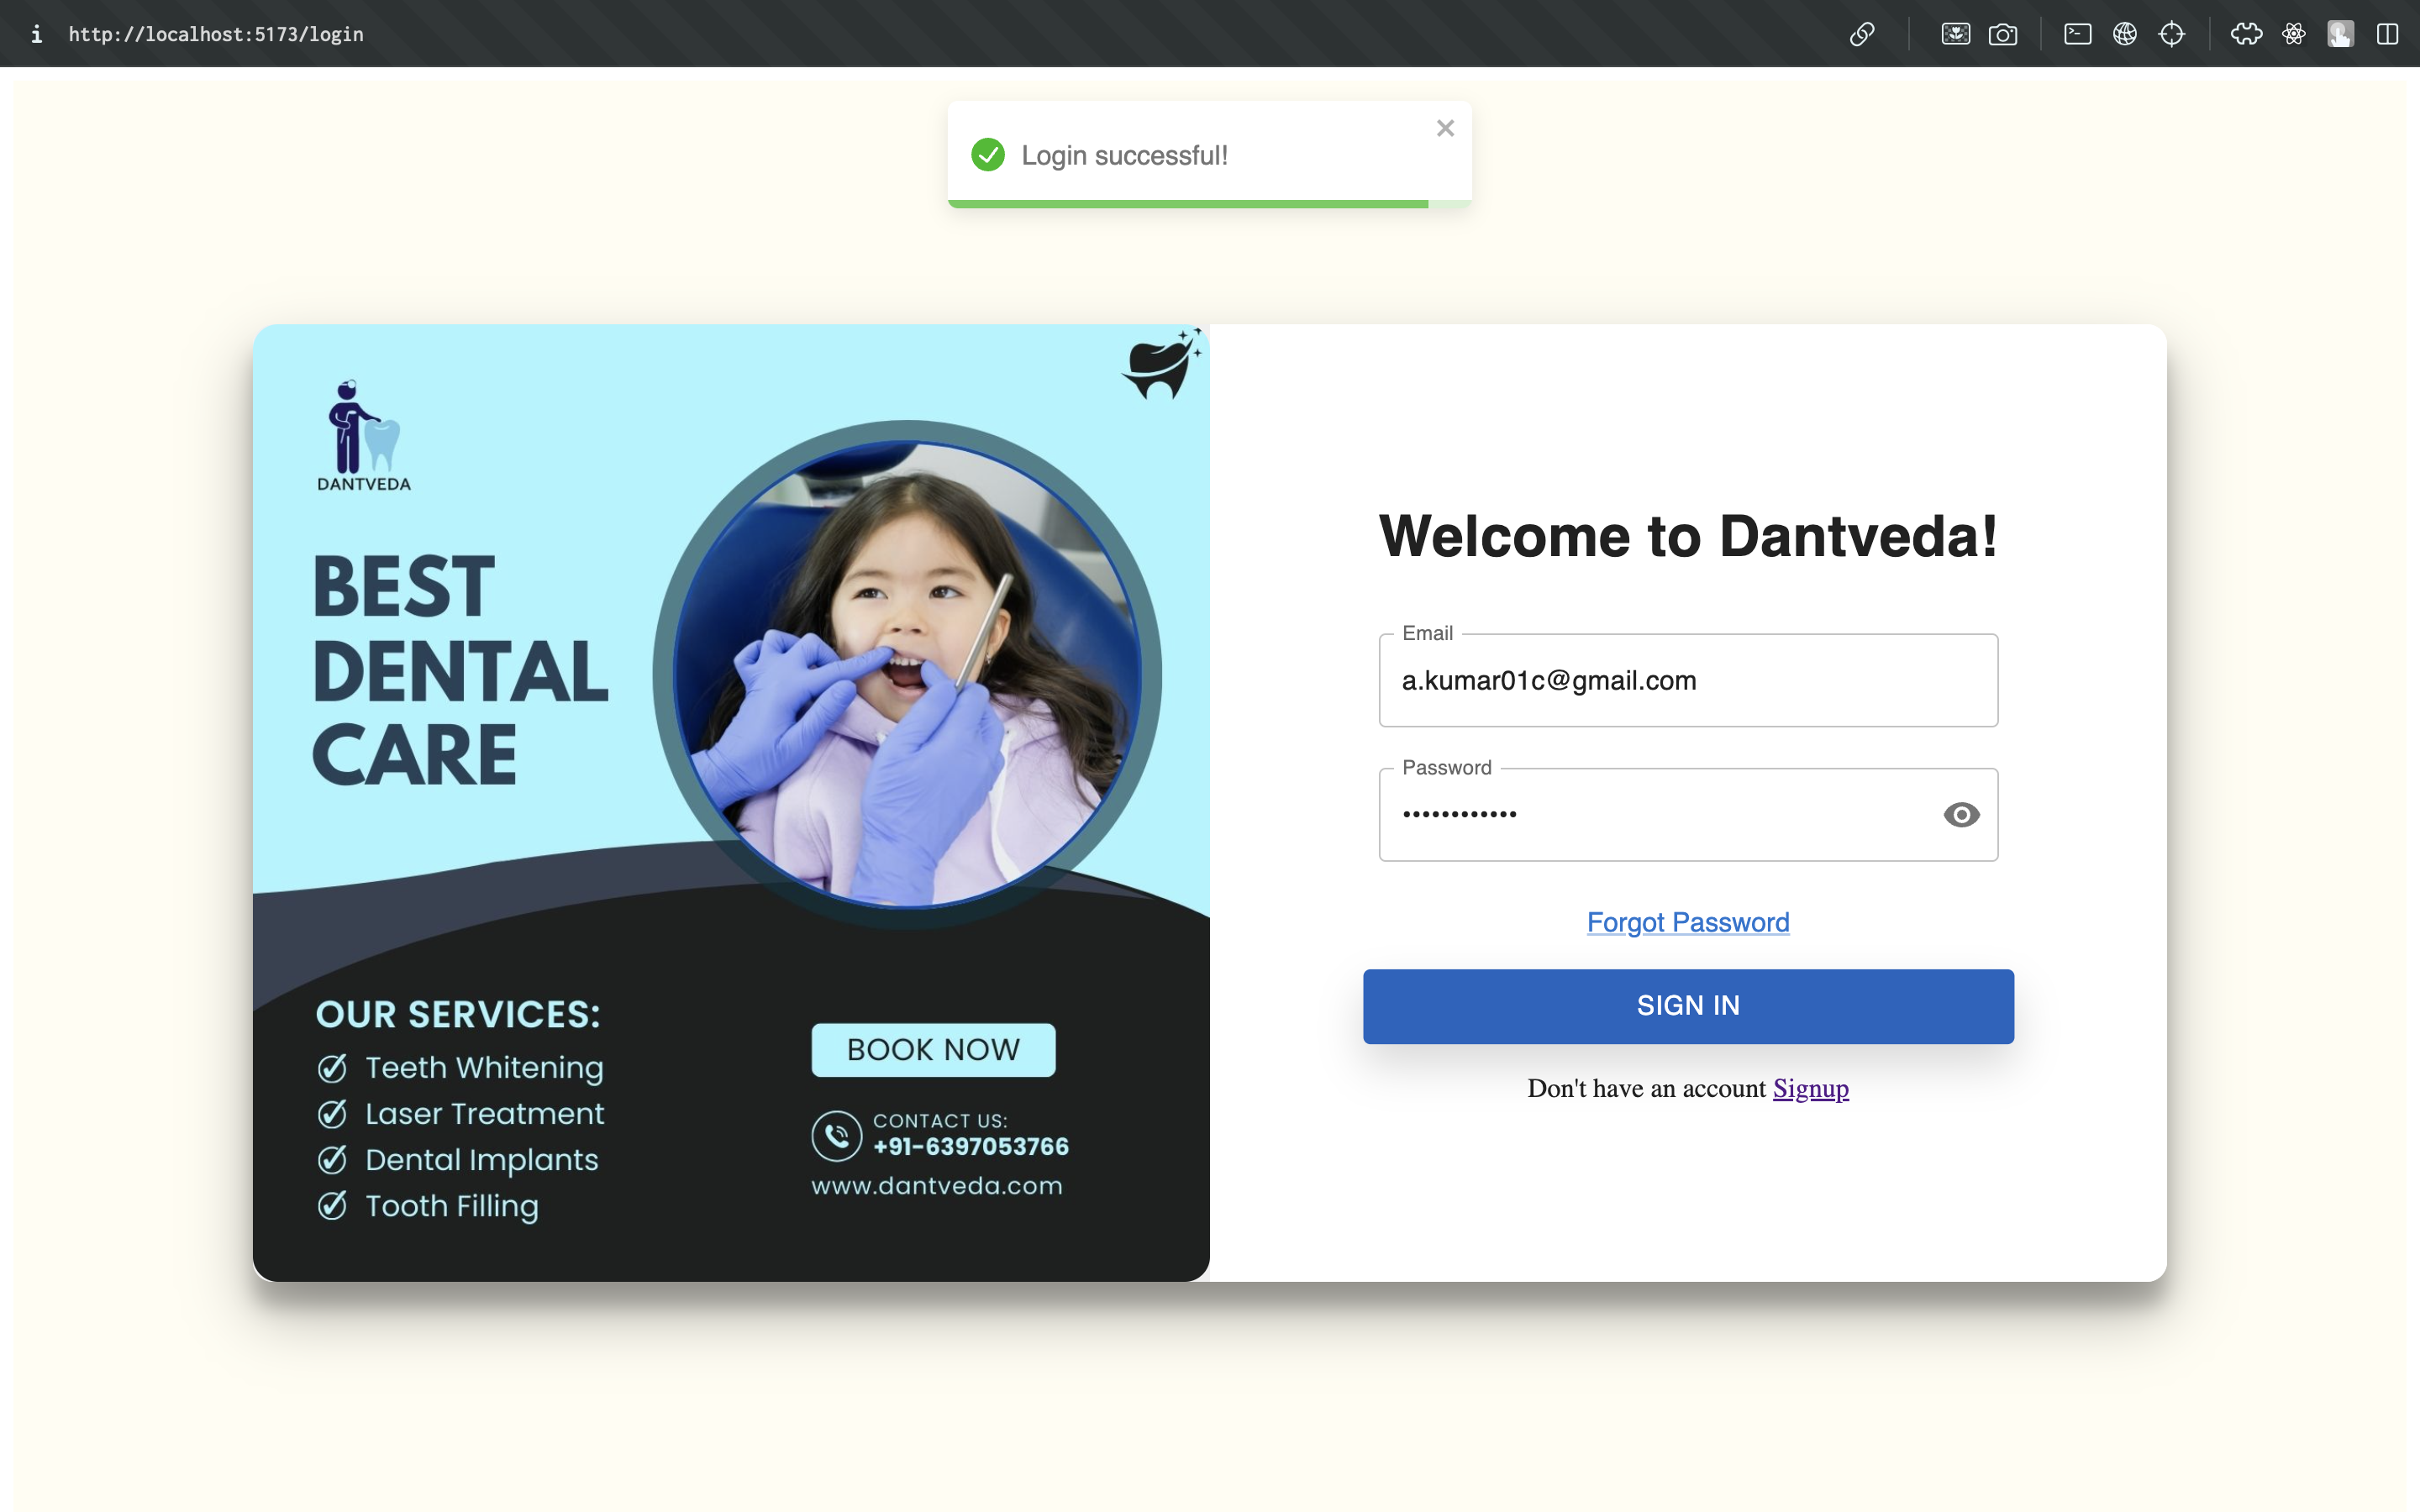 http://localhost:5173/login
Login successful!
DANTVEDA
BEST
DENTAL
CARE
OUR SERVICES:
Teeth Whitening
Laser Treatment
Dental Implants
Tooth Filling
BOOK NOW
CONTACT US:
+91-6397053766
www.dantveda.com
Welcome to Dantveda!
Email
a.kumar01c@gmail.com
Password
••••••••••••
Forgot Password
SIGN IN
Don't have an account Signup